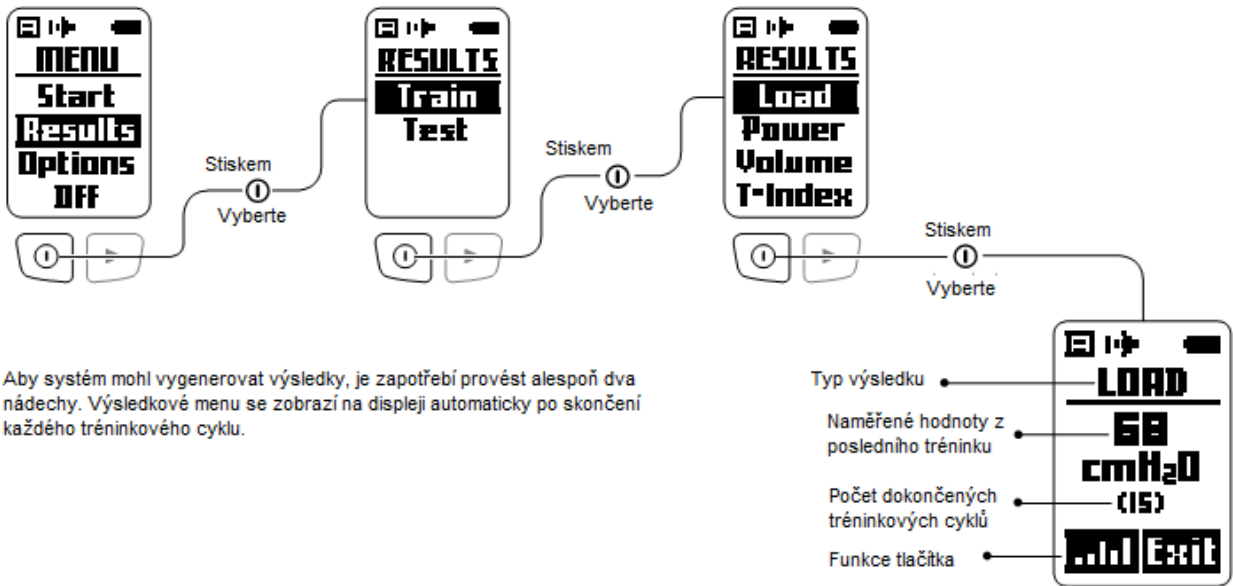 MENU
Start
Results
Options
OFF
Stiskem
Vyberte
RESULTS
Train
Test
Stiskem
Vyberte
RESULTS
Load
Power
Volume
T-Index
Stiskem
Vyberte
Aby systém mohl vygenerovat výsledky, je zapotřebí provést alespoň dva
nádechy. Výsledkové menu se zobrazí na displeji automaticky po skončení
každého tréninkového cyklu.
Typ výsledku
Naměřené hodnoty z
posledního tréninku
Počet dokončených
tréninkových cyklů
Funkce tlačítka
LOAD
68
cmH₂O
(15)
Exit